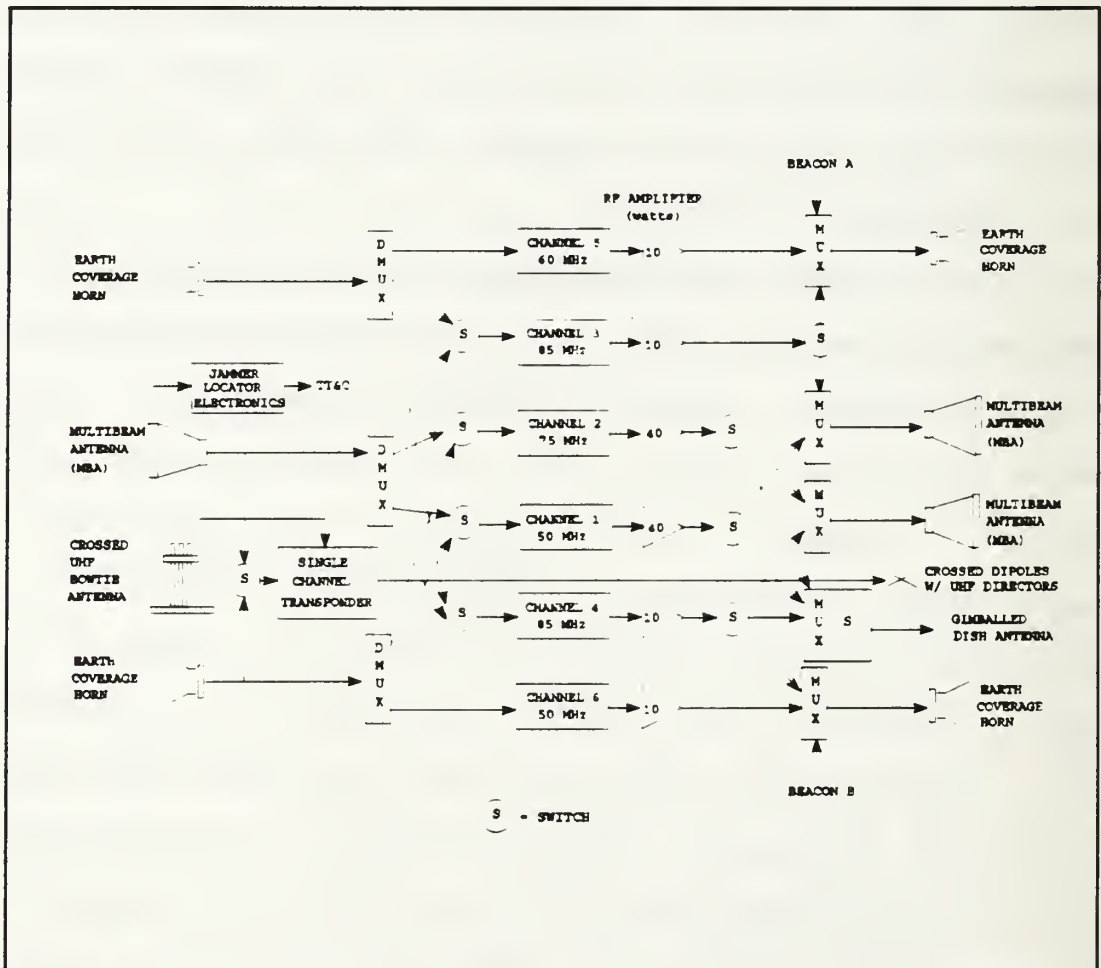 BEACON A
RF AMPLIFIER
(watts)
EARTH
COVERAGE
HORN
D
M
U
X
CHANNEL 5
60 MHz
10
M
U
X
EARTH
COVERAGE
HORN
S
CHANNEL 3
85 MHz
10
S
JAMMER
LOCATOR
ELECTRONICS
TT&C
MULTIBEAM
ANTENNA
(MBA)
D
M
U
X
S
CHANNEL 2
75 MHz
40
S
M
U
X
MULTIBEAM
ANTENNA
(MBA)
S
CHANNEL 1
50 MHz
40
S
M
U
X
MULTIBEAM
ANTENNA
(MBA)
CROSSED
UHF
BOWTIE
ANTENNA
S
SINGLE
CHANNEL
TRANSPONDER
CROSSED DIPOLES
W/ UHF DIRECTORS
S
CHANNEL 4
85 MHz
10
S
M
U
X
S
GIMBALLED
DISH ANTENNA
EARTH
COVERAGE
HORN
D
M
U
X
CHANNEL 6
50 MHz
10
M
U
X
EARTH
COVERAGE
HORN
BEACON B
S = SWITCH